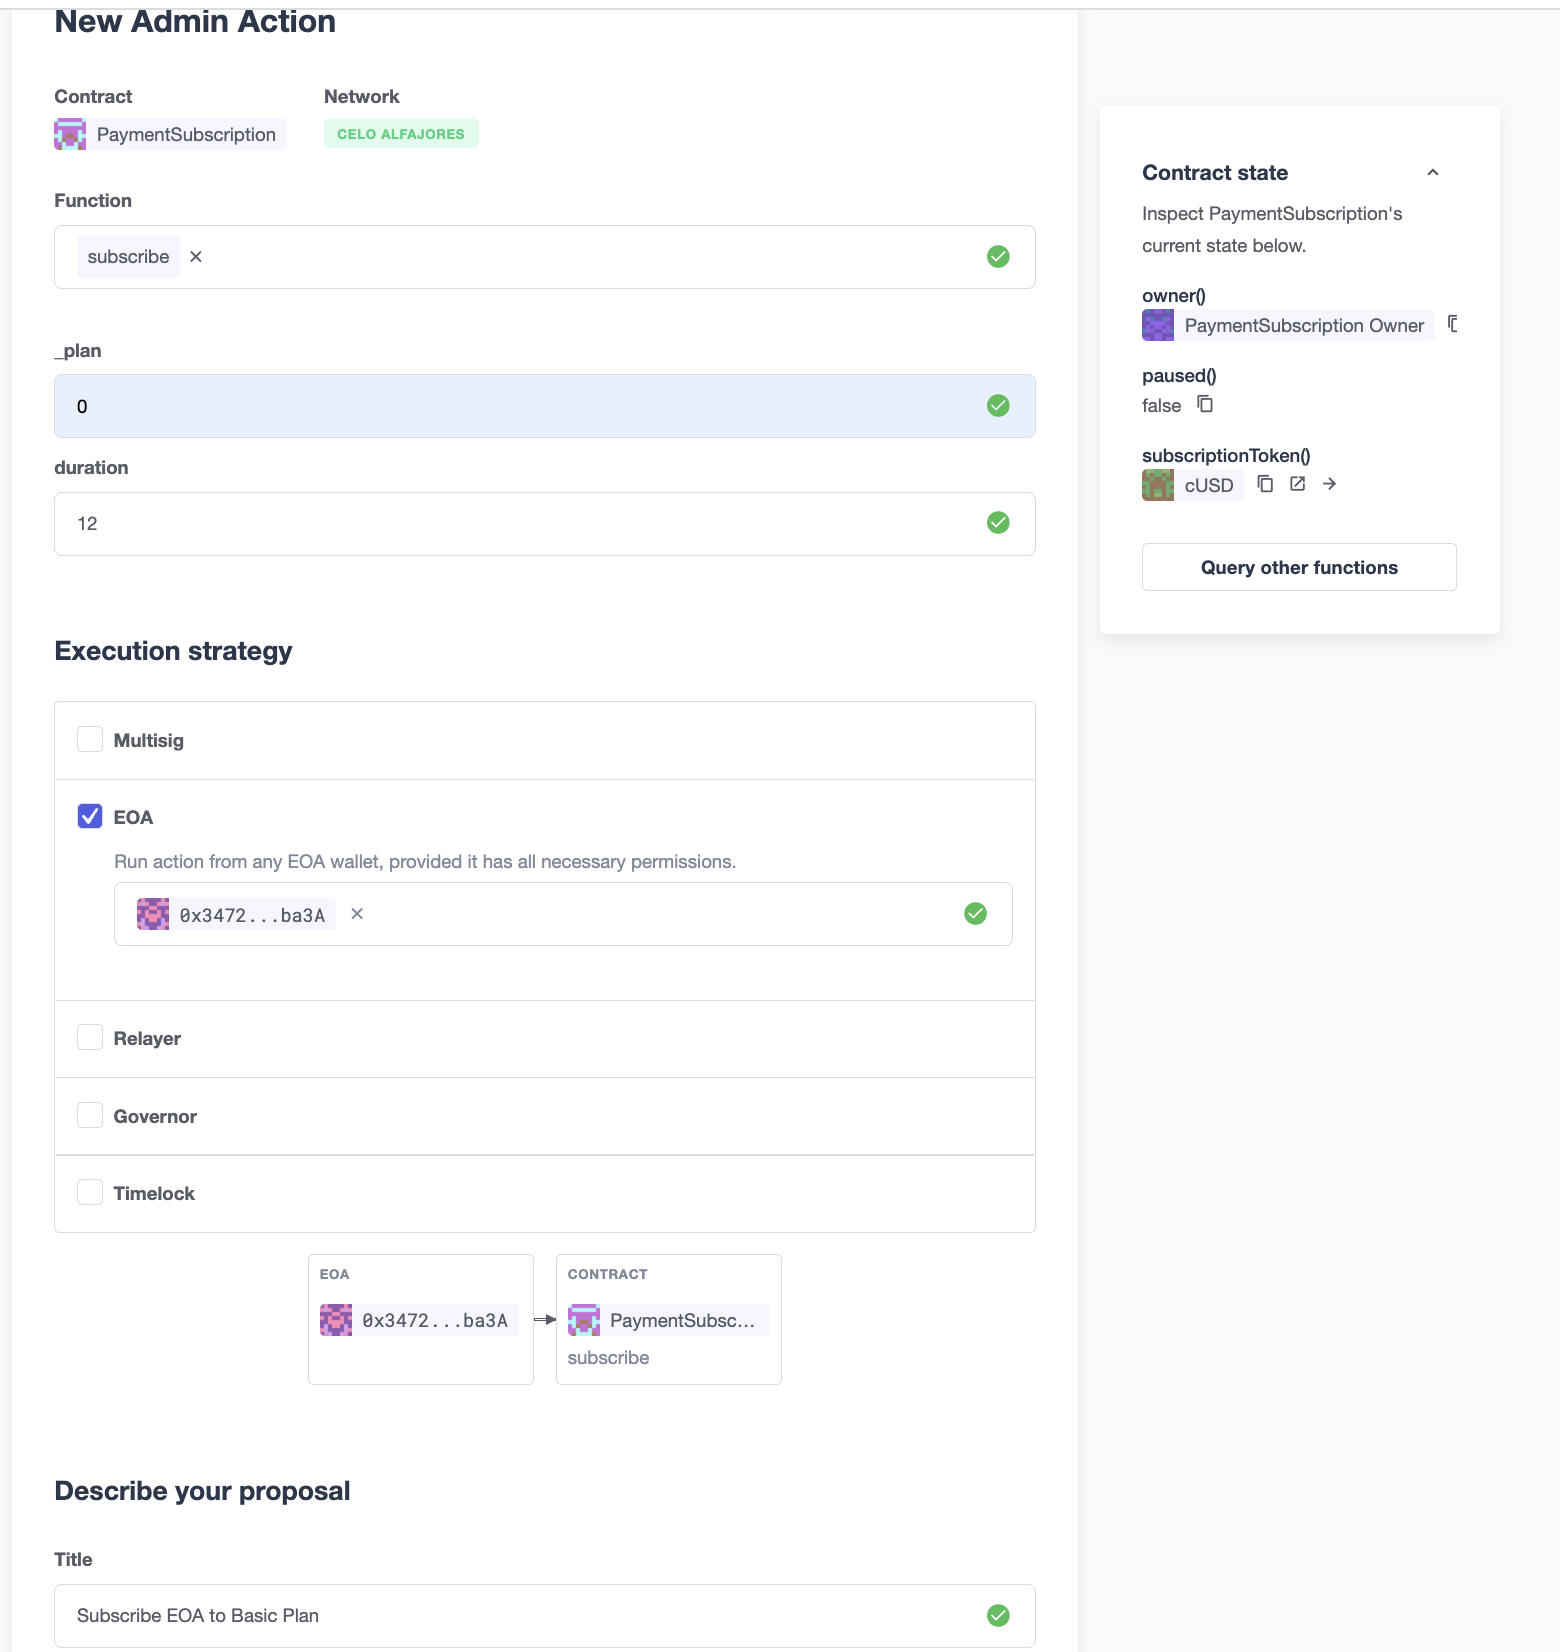 New Admin Action
Contract
Network
PaymentSubscription
CELO ALFAJORES
Function
subscribe
_plan
0
duration
12
Execution strategy
Multisig
EOA
Run action from any EOA wallet, provided it has all necessary permissions.
0x3472...ba3A
Relayer
Governor
Timelock
EOA
0x3472...ba3A
CONTRACT
PaymentSubsc...
subscribe
Describe your proposal
Title
Subscribe EOA to Basic Plan
Contract state
Inspect PaymentSubscription's
current state below.
owner()
PaymentSubscription Owner
paused()
false
subscriptionToken()
cUSD
Query other functions